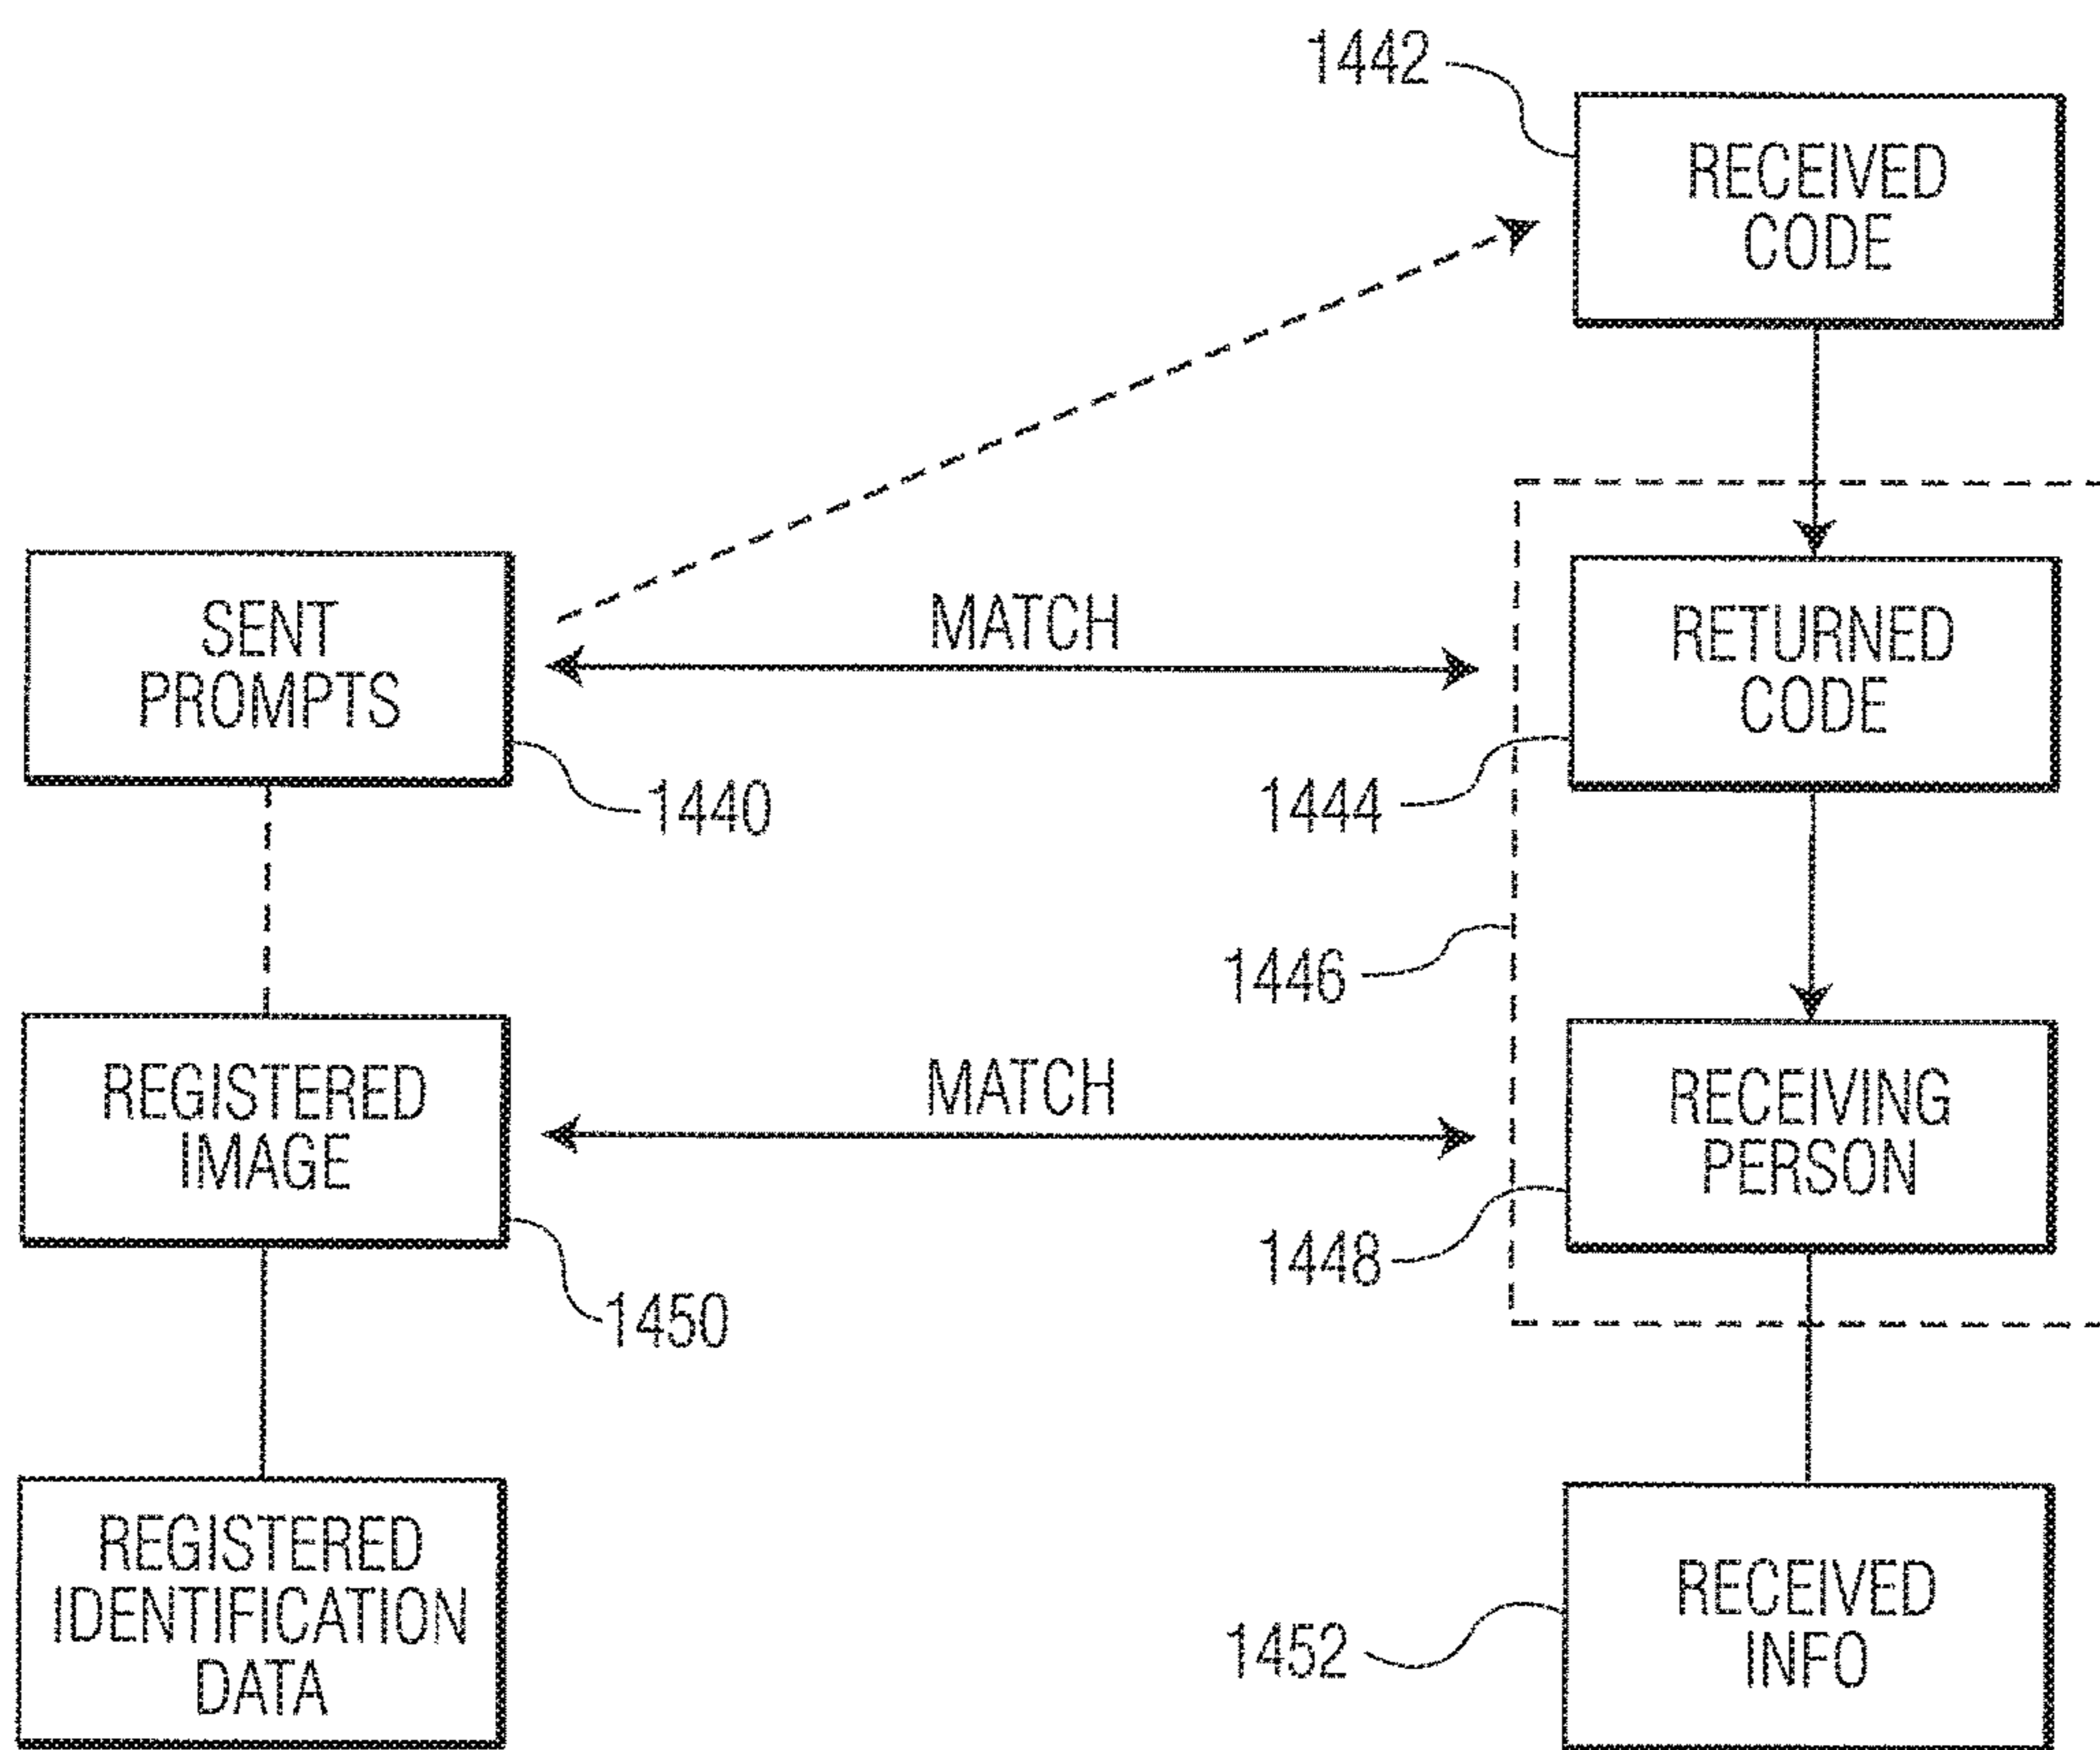 1442
RECEIVED
CODE
SENT
PROMPTS
MATCH
RETURNED
CODE
1440
1444
1446
REGISTERED
IMAGE
MATCH
RECEIVING
PERSON
1448
1450
REGISTERED
IDENTIFICATION
DATA
RECEIVED
INFO
1452